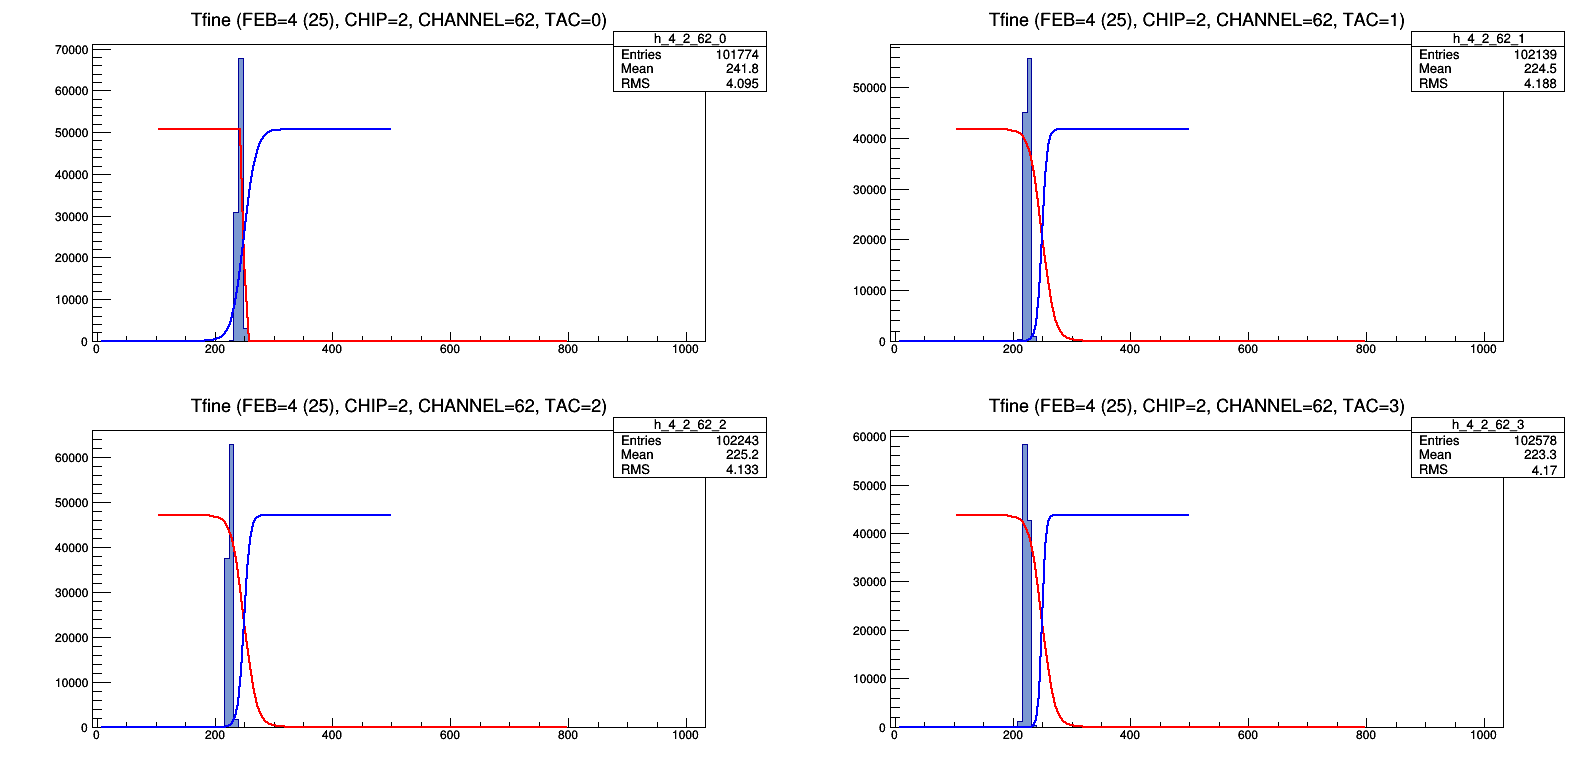 Tfine (FEB=4 (25), CHIP=2, CHANNEL=62, TAC=0)
h_4_2_62_0
Entries 101774
Mean 241.8
RMS 4.095
70000
60000
50000
40000
30000
20000
10000
0
0 200 400 600 800 1000
Tfine (FEB=4 (25), CHIP=2, CHANNEL=62, TAC=1)
h_4_2_62_1
Entries 102139
Mean 224.5
RMS 4.188
50000
40000
30000
20000
10000
0
0 200 400 600 800 1000
Tfine (FEB=4 (25), CHIP=2, CHANNEL=62, TAC=2)
h_4_2_62_2
Entries 102243
Mean 225.2
RMS 4.133
60000
50000
40000
30000
20000
10000
0
0 200 400 600 800 1000
Tfine (FEB=4 (25), CHIP=2, CHANNEL=62, TAC=3)
h_4_2_62_3
Entries 102578
Mean 223.3
RMS 4.17
60000
50000
40000
30000
20000
10000
0
0 200 400 600 800 1000